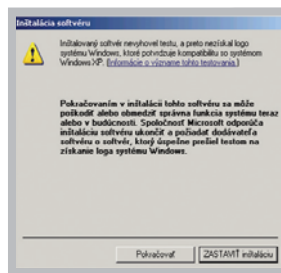 Inštalácia softvéru
Inštalovaný softvér nevyhovel testu, a preto nezískal logo
systému Windows, ktoré potvrdzuje kompatibilitu so systémom
Windows XP. (Informácie o význame tohto testovania.)
Pokračovaním v inštalácii tohto softvéru sa môže
poškodiť alebo obmedziť správna funkcia systému teraz
alebo v budúcnosti. Spoločnosť Microsoft odporúča
inštaláciu softvéru ukončiť a požiadať dodávateľa
softvéru o softvér, ktorý úspešne prešiel testom na
získanie loga systému Windows.
Pokračovať
ZASTAVIŤ inštaláciu